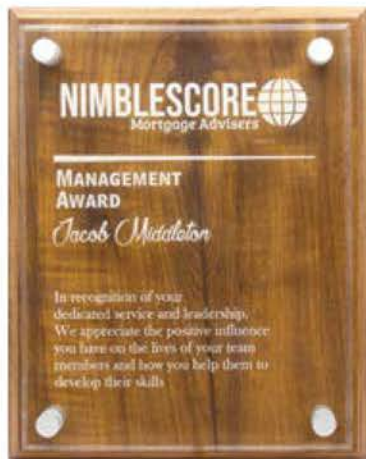 NIMBLESCORE
Mortgage Advisers
MANAGEMENT
AWARD
Jacob Middleton
In recognition of your
dedicated service and leadership.
We appreciate the positive influence
you have on the lives of your team
members and how you help them to
develop their skills